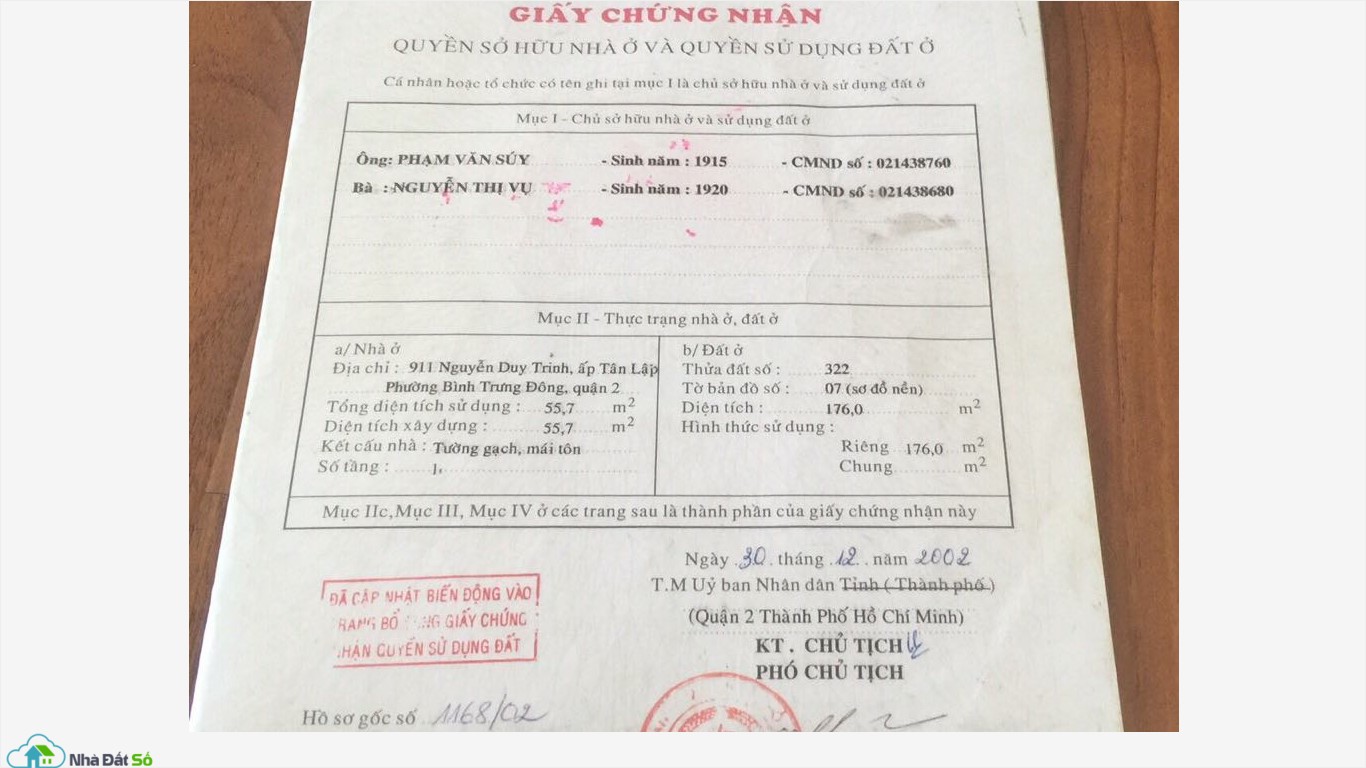 GIẤY CHỨNG NHẬN
QUYỀN SỞ HỮU NHÀ Ở VÀ QUYỀN SỬ DỤNG ĐẤT Ở
Cá nhân hoặc tổ chức có tên ghi tại mục I là chủ sở hữu nhà ở và sử dụng đất ở
Mục I - Chủ sở hữu nhà ở và sử dụng đất ở
Ông: PHẠM VĂN SÚY - Sinh năm : 1915 - CMND số : 021438760
Bà : NGUYỄN THỊ VỤ - Sinh năm : 1920 - CMND số : 021438680
Mục II - Thực trạng nhà ở, đất ở
a/ Nhà ở
Địa chỉ : 911 Nguyễn Duy Trinh, ấp Tân Lập
Phường Bình Trưng Đông, quận 2
Tổng diện tích sử dụng : 55,7 m²
Diện tích xây dựng : 55,7 m²
Kết cấu nhà : Tường gạch, mái tôn
Số tầng : 1
b/ Đất ở
Thửa đất số : 322
Tờ bản đồ số : 07 (sơ đồ nền)
Diện tích : 176,0 m²
Hình thức sử dụng :
Riêng 176,0 m²
Chung m²
Mục IIc,Mục III, Mục IV ở các trang sau là thành phần của giấy chứng nhận này
Ngày 30 tháng 12 năm 2002
T.M Uỷ ban Nhân dân Tỉnh ( Thành phố )
(Quận 2 Thành Phố Hồ Chí Minh)
KT . CHỦ TỊCH
PHÓ CHỦ TỊCH
ĐÃ CẬP NHẬT BIẾN ĐỘNG VÀO
GIẤY CHỨNG
QUYỀN SỬ DỤNG ĐẤT
Hồ sơ gốc số 1168/02
Nhà Đất Số